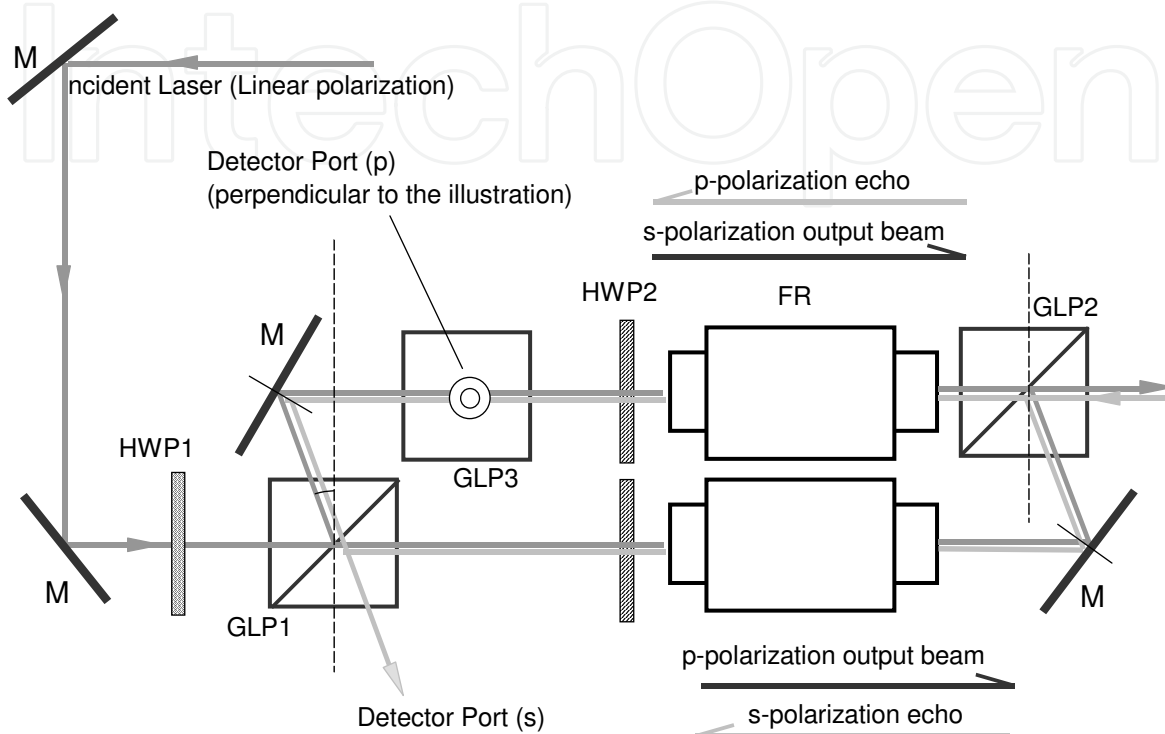 IntechOpen
M
ncident Laser (Linear polarization)
Detector Port (p)
(perpendicular to the illustration)
p-polarization echo
s-polarization output beam
HWP2
FR
GLP2
M
HWP1
GLP3
M
GLP1
M
p-polarization output beam
Detector Port (s)
s-polarization echo